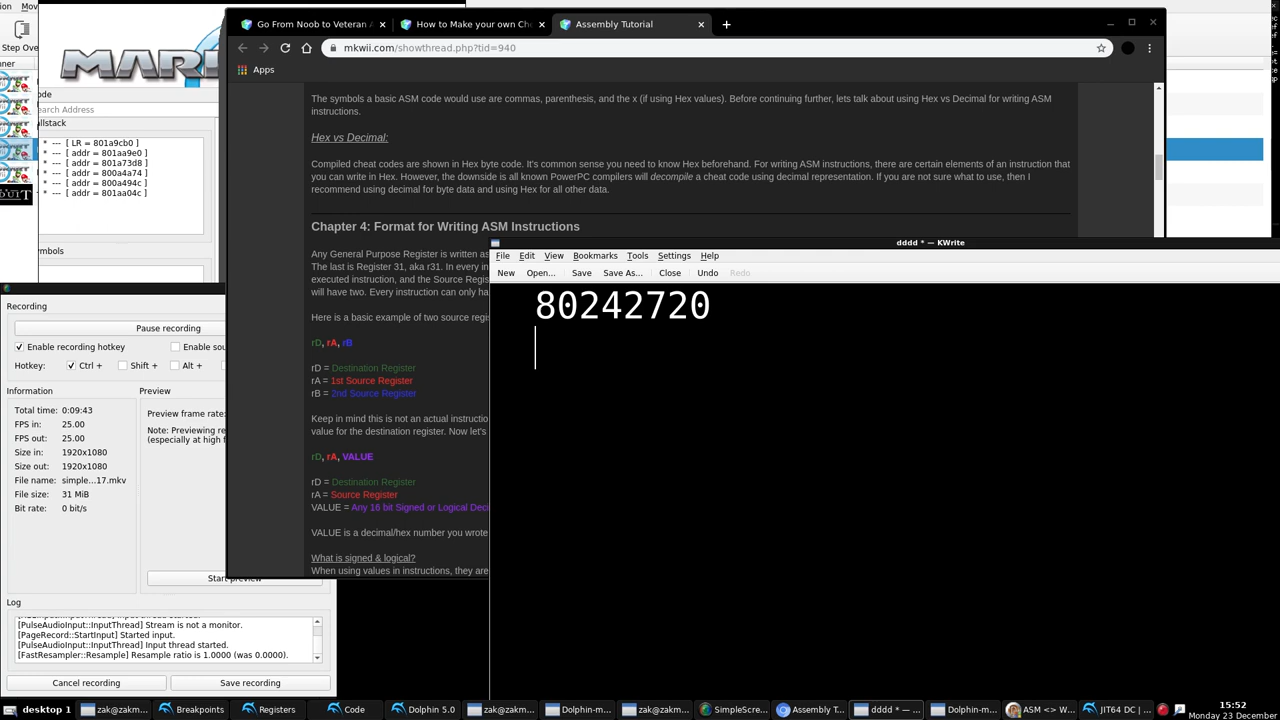 tion
Mov
Step Ove
nner
MAR
ode
earch Address
allstack
* --- [ LR = 801a9cb0 ]
* --- [ addr = 801aa9e0 ]
* --- [ addr = 801a73d8 ]
* --- [ addr = 800a4a74 ]
* --- [ addr = 800a494c ]
* --- [ addr = 801aa04c ]
ymbols
Go From Noob to Veteran A
How to Make your own Che
Assembly Tutorial
mkwii.com/showthread.php?tid=940
Apps
The symbols a basic ASM code would use are commas, parenthesis, and the x (if using Hex values). Before continuing further, lets talk about using Hex vs Decimal for writing ASM
instructions.
Hex vs Decimal:
Compiled cheat codes are shown in Hex byte code. It's common sense you need to know Hex beforehand. For writing ASM instructions, there are certain elements of an instruction that
you can write in Hex. However, the downside is all known PowerPC compilers will decompile a cheat code using decimal representation. If you are not sure what to use, then I
recommend using decimal for byte data and using Hex for all other data.
Chapter 4: Format for Writing ASM Instructions
Any General Purpose Register is written as
The last is Register 31, aka r31. In every in
executed instruction, and the Source Regis
will have two. Every instruction can only ha
Here is a basic example of two source regis
rD, rA, rB
rD = Destination Register
rA = 1st Source Register
rB = 2nd Source Register
Keep in mind this is not an actual instructio
value for the destination register. Now let's
rD, rA, VALUE
rD = Destination Register
rA = Source Register
VALUE = Any 16 bit Signed or Logical Deci
VALUE is a decimal/hex number you wrote
What is signed & logical?
When using values in instructions, they are
dddd * — KWrite
File Edit View Bookmarks Tools Settings Help
New Open... Save Save As... Close Undo Redo
80242720
Recording
Pause recording
Enable recording hotkey
Enable sou
Hotkey: Ctrl + Shift + Alt +
Information
Preview
Total time: 0:09:43
FPS in: 25.00
FPS out: 25.00
Size in: 1920x1080
Size out: 1920x1080
File name: simple...17.mkv
File size: 31 MiB
Bit rate: 0 bit/s
Preview frame rate:
Note: Previewing re
(especially at high f
Start preview
Log
[PulseAudioInput::InputThread] Stream is not a monitor.
[PageRecord::StartInput] Started input.
[PulseAudioInput::InputThread] Input thread started.
[FastResampler::Resample] Resample ratio is 1.0000 (was 0.0000).
Cancel recording
Save recording
desktop 1
zak@zakm...
Breakpoints
Registers
Code
Dolphin 5.0
zak@zakm...
Dolphin-m...
zak@zakm...
SimpleScre...
Assembly T...
dddd * — ...
Dolphin-m...
ASM <> W...
JIT64 DC | ...
15:52
Monday 23 December